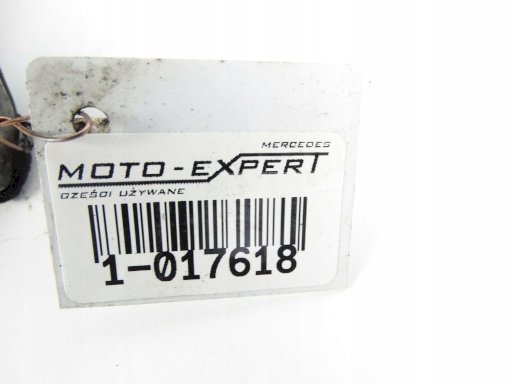 MERCEDES
MOTO-EXPERT
CZĘŚCI UŻYWANE
1-017618